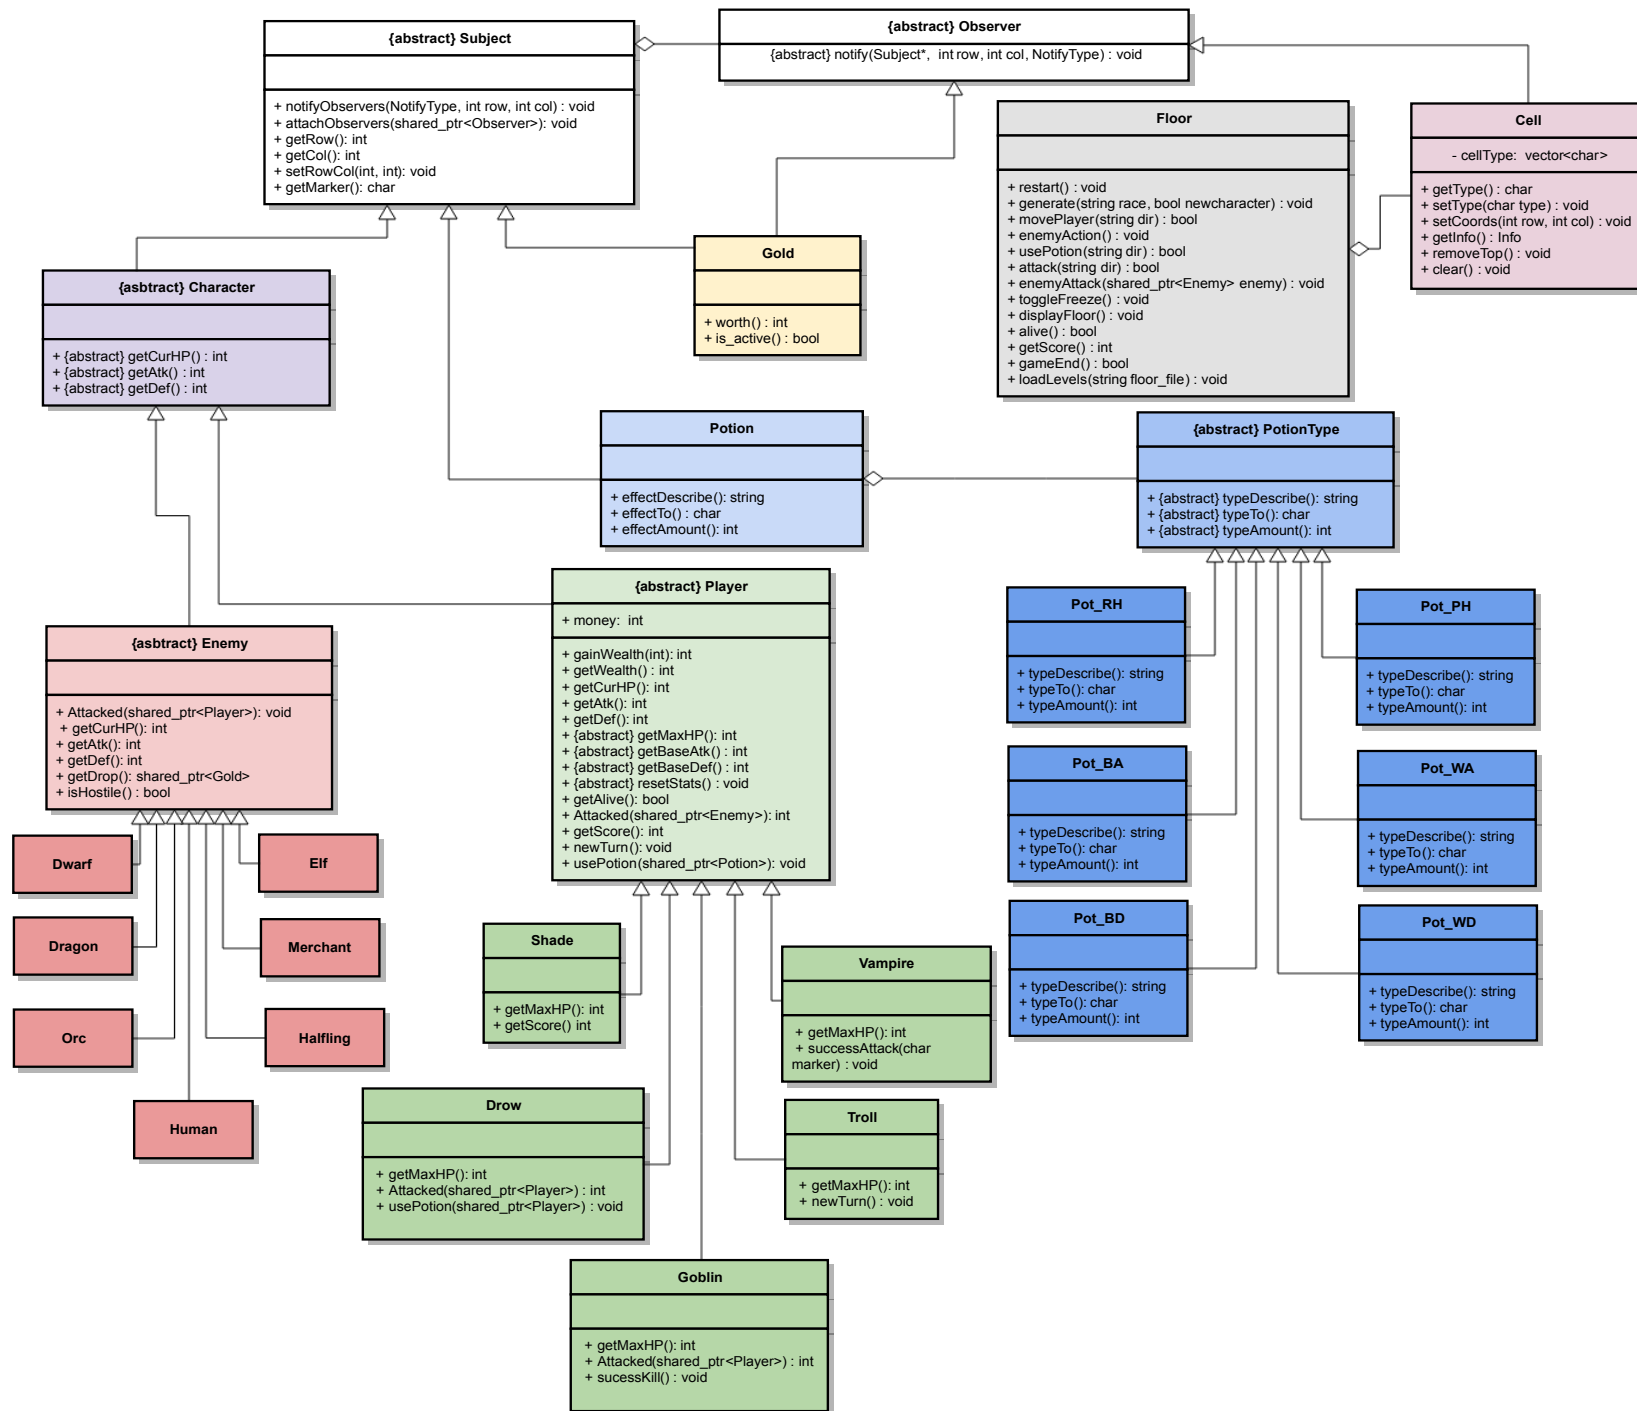 {abstract} Subject
+ notifyObservers(NotifyType, int row, int col) : void
+ attachObservers(shared_ptr<Observer>): void
+ getRow(): int
+ getCol(): int
+ setRowCol(int, int): void
+ getMarker(): char
{abstract} Observer
{abstract} notify(Subject*, int row, int col, NotifyType) : void
Floor
+ restart() : void
+ generate(string race, bool newcharacter) : void
+ movePlayer(string dir) : bool
+ enemyAction() : void
+ usePotion(string dir) : bool
+ attack(string dir) : bool
+ enemyAttack(shared_ptr<Enemy> enemy) : void
+ toggleFreeze() : void
+ displayFloor() : void
+ alive() : bool
+ getScore() : int
+ gameEnd() : bool
+ loadLevels(string floor_file) : void
Cell
- cellType: vector<char>
+ getType() : char
+ setType(char type) : void
+ setCoords(int row, int col) : void
+ getInfo() : Info
+ removeTop() : void
+ clear() : void
Gold
+ worth() : int
+ is_active() : bool
{asbtract} Character
+ {abstract} getCurHP() : int
+ {abstract} getAtk() : int
+ {abstract} getDef() : int
Potion
+ effectDescribe(): string
+ effectTo() : char
+ effectAmount(): int
{abstract} PotionType
+ {abstract} typeDescribe(): string
+ {abstract} typeTo(): char
+ {abstract} typeAmount(): int
{abstract} Player
+ money: int
+ gainWealth(int): int
+ getWealth() : int
+ getCurHP(): int
+ getAtk(): int
+ getDef(): int
+ {abstract} getMaxHP(): int
+ {abstract} getBaseAtk() : int
+ {abstract} getBaseDef() : int
+ {abstract} resetStats() : void
+ getAlive(): bool
+ Attacked(shared_ptr<Enemy>): int
+ getScore(): int
+ newTurn(): void
+ usePotion(shared_ptr<Potion>): void
{asbtract} Enemy
+ Attacked(shared_ptr<Player>): void
+ getCurHP(): int
+ getAtk(): int
+ getDef(): int
+ getDrop(): shared_ptr<Gold>
+ isHostile() : bool
Pot_RH
+ typeDescribe(): string
+ typeTo(): char
+ typeAmount(): int
Pot_PH
+ typeDescribe(): string
+ typeTo(): char
+ typeAmount(): int
Pot_BA
+ typeDescribe(): string
+ typeTo(): char
+ typeAmount(): int
Pot_WA
+ typeDescribe(): string
+ typeTo(): char
+ typeAmount(): int
Pot_BD
+ typeDescribe(): string
+ typeTo(): char
+ typeAmount(): int
Pot_WD
+ typeDescribe(): string
+ typeTo(): char
+ typeAmount(): int
Dwarf
Elf
Dragon
Merchant
Orc
Halfling
Human
Shade
+ getMaxHP(): int
+ getScore() int
Vampire
+ getMaxHP(): int
+ successAttack(char
marker) : void
Drow
+ getMaxHP(): int
+ Attacked(shared_ptr<Player>) : int
+ usePotion(shared_ptr<Player>) : void
Troll
+ getMaxHP(): int
+ newTurn() : void
Goblin
+ getMaxHP(): int
+ Attacked(shared_ptr<Player>) : int
+ sucessKill() : void